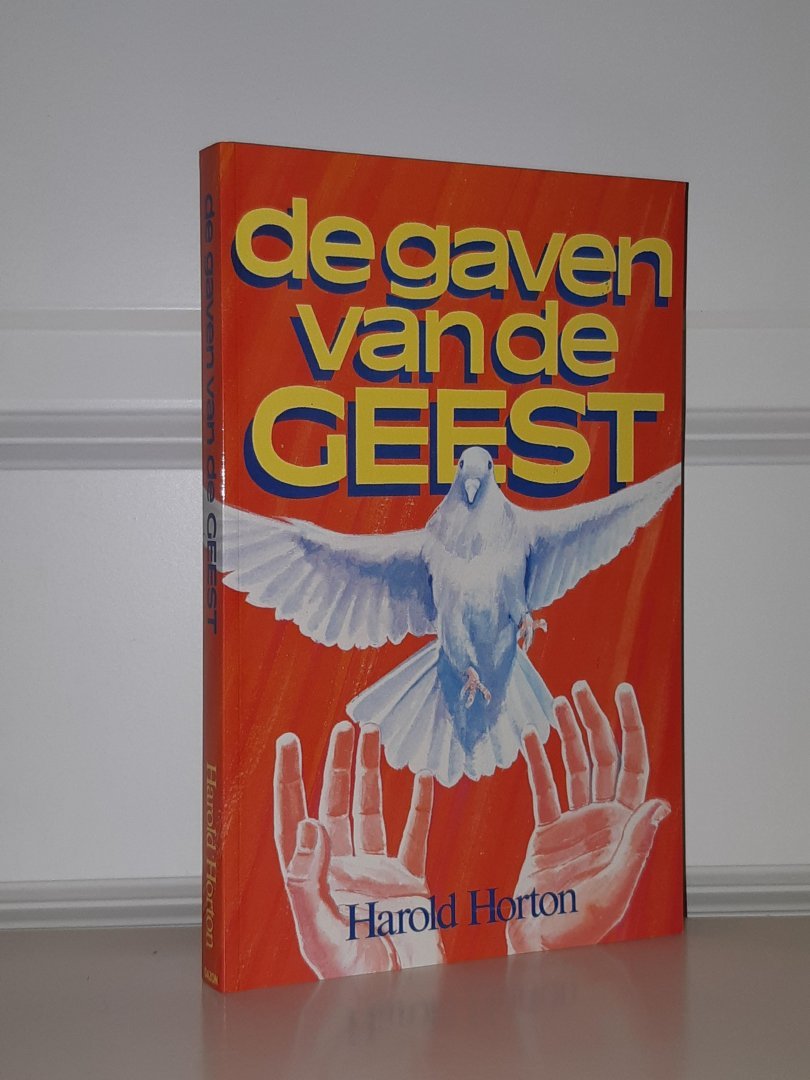 de gaven
van de
GEEST
Harold Horton
de gaven van de GEEST
Harold Horton